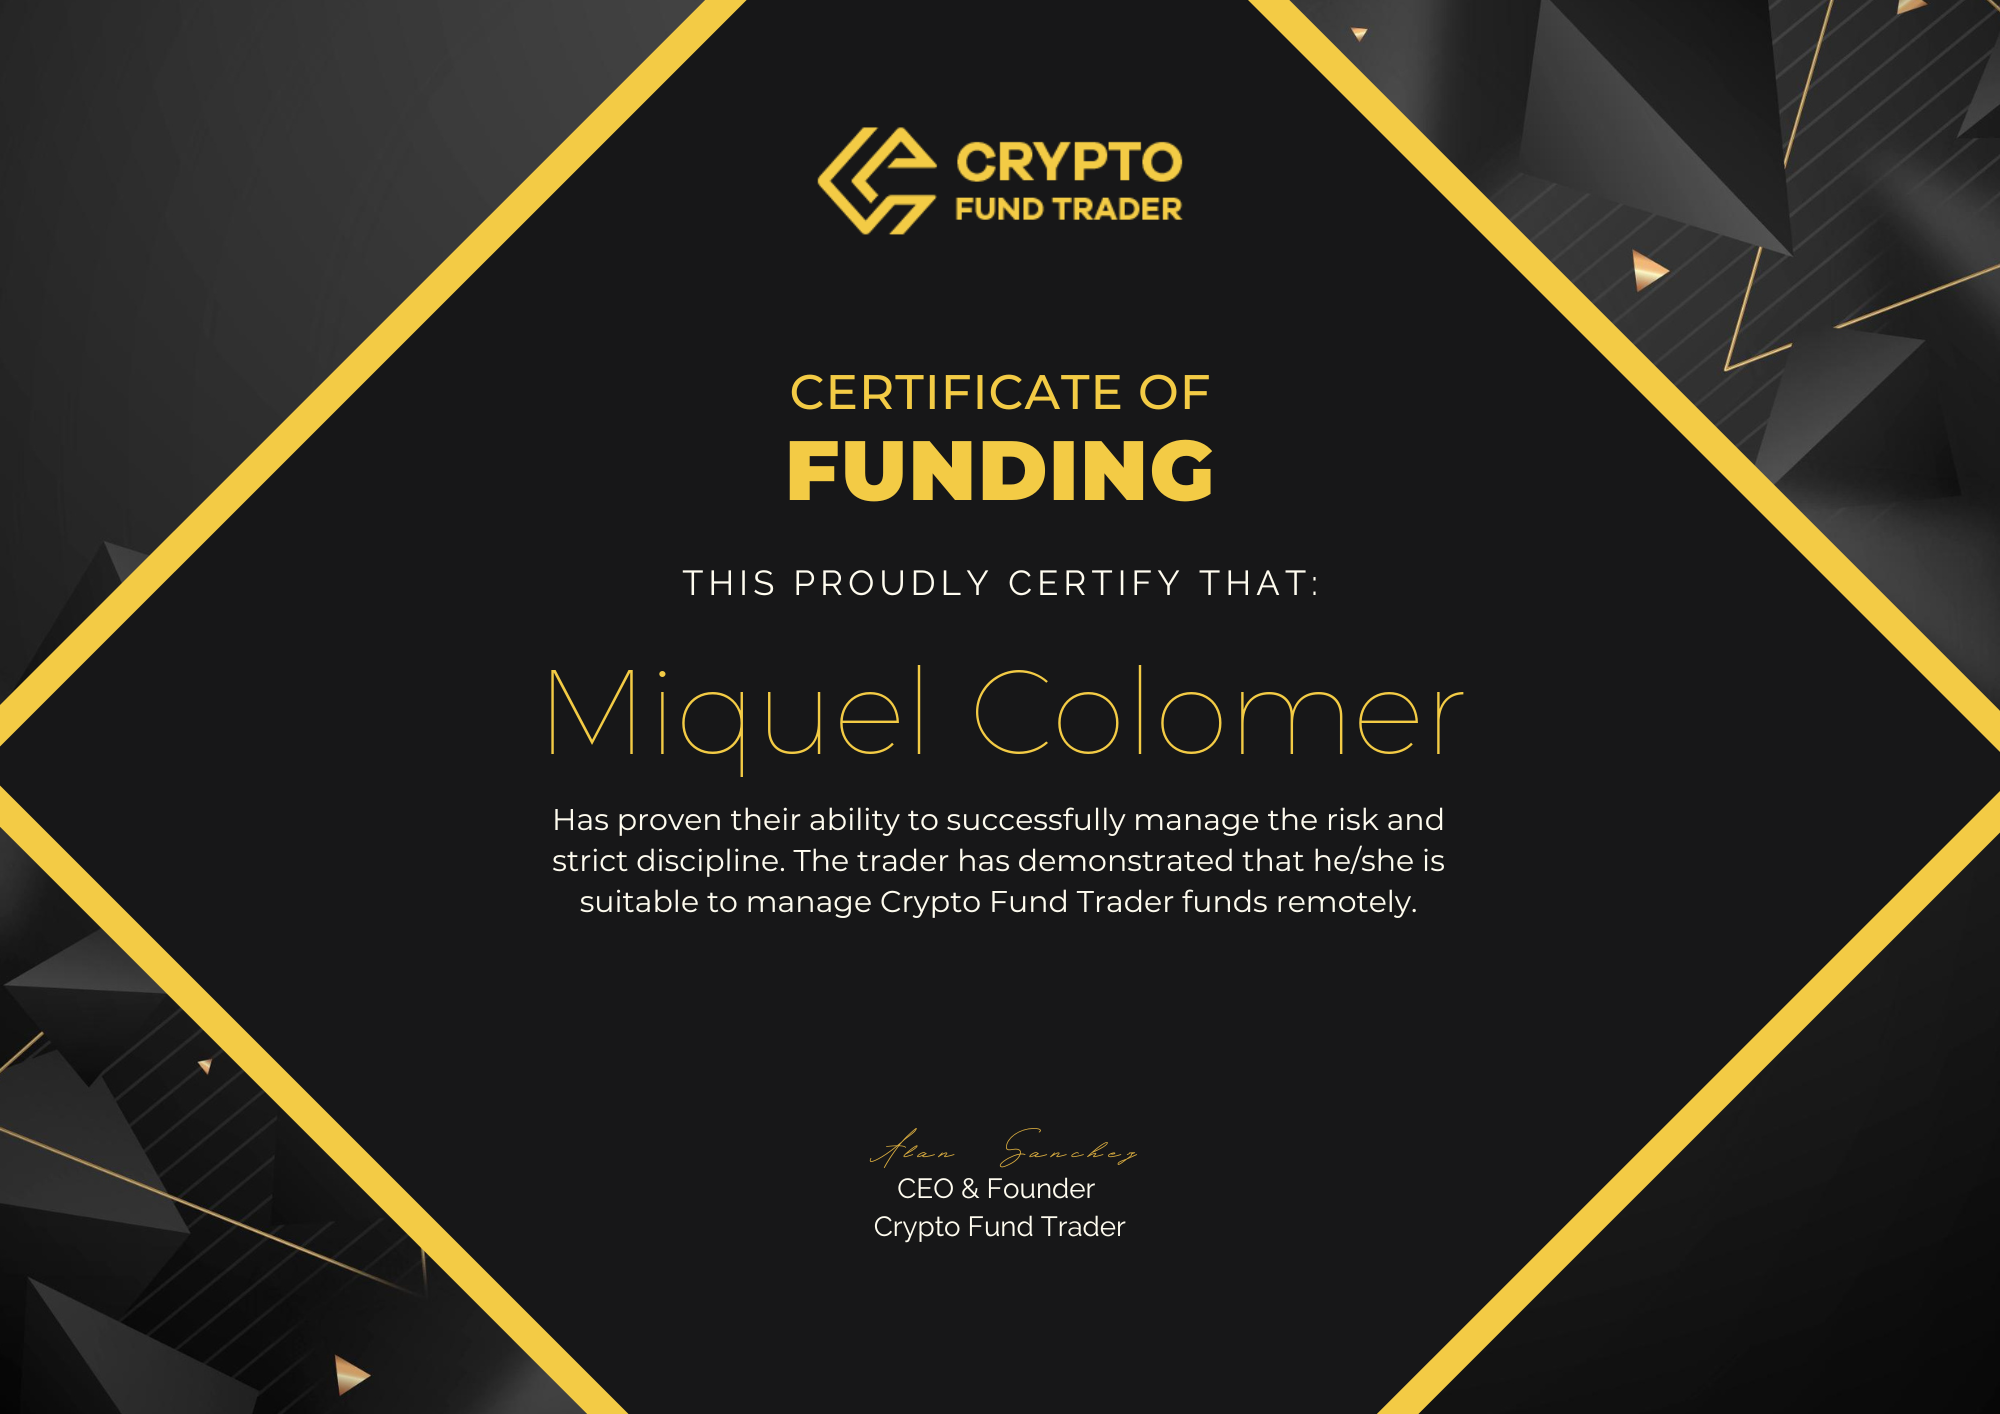 CRYPTO
FUND TRADER
CERTIFICATE OF
FUNDING
THIS PROUDLY CERTIFY THAT:
Miquel Colomer
Has proven their ability to successfully manage the risk and
strict discipline. The trader has demonstrated that he/she is
suitable to manage Crypto Fund Trader funds remotely.
Alan Sanchez
CEO & Founder
Crypto Fund Trader